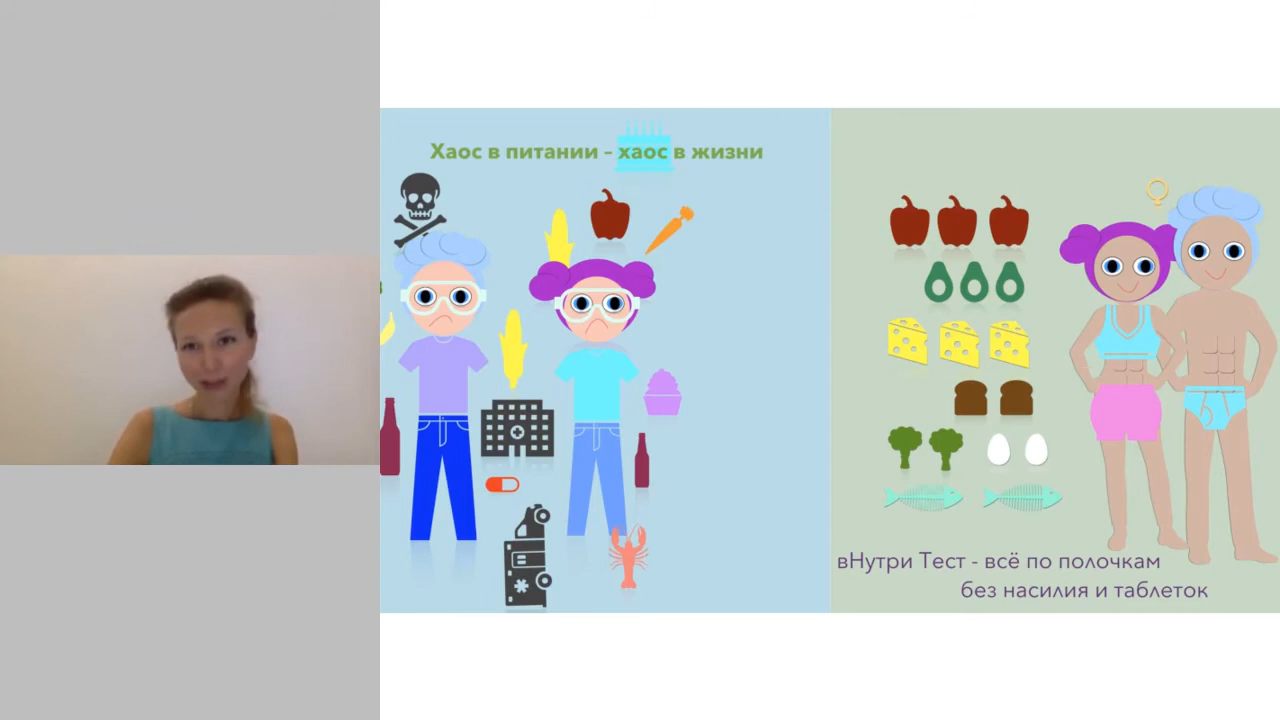 Хаос в питании - хаос в жизни
вНутри Тест - всё по полочкам
без насилия и таблеток